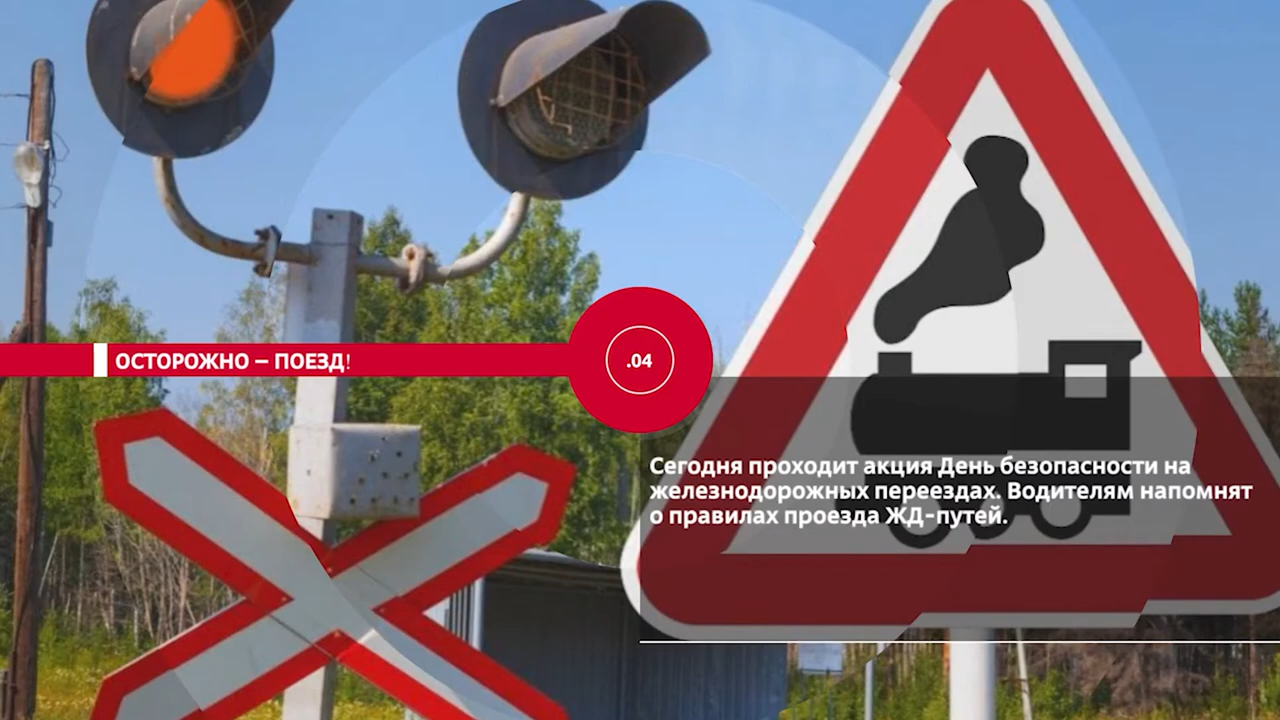 ОСТОРОЖНО – ПОЕЗД!
.04
Сегодня проходит акция День безопасности на
железнодорожных переездах. Водителям напомнят
о правилах проезда ЖД-путей.